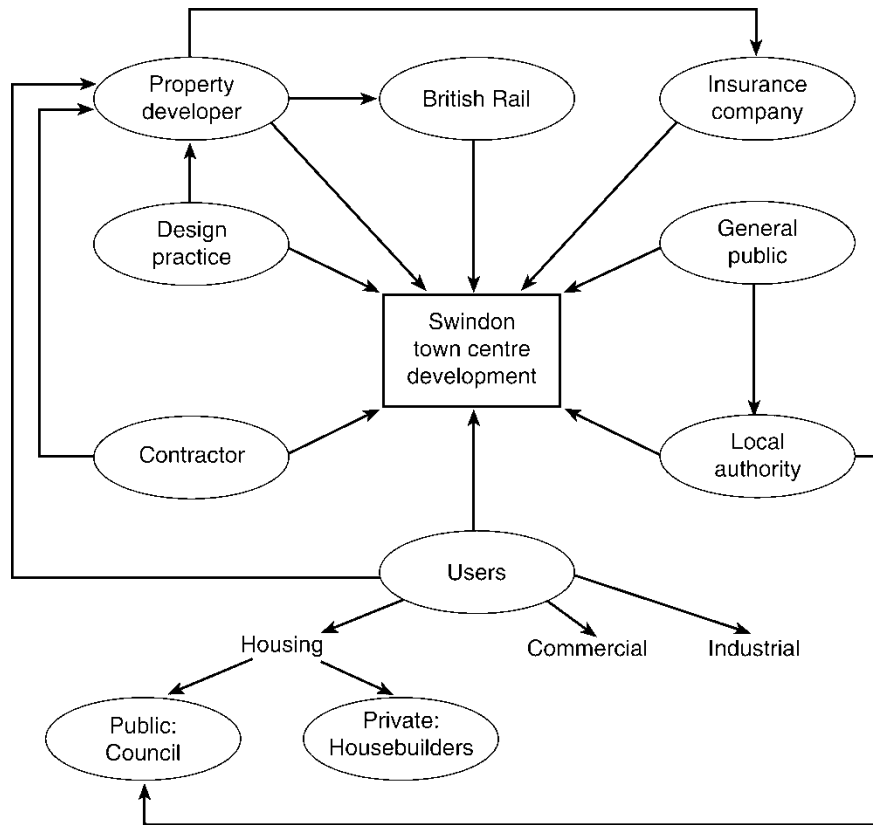 Property
developer
British Rail
Insurance
company
Design
practice
General
public
Swindon
town centre
development
Contractor
Local
authority
Users
Housing
Commercial
Industrial
Public:
Council
Private:
Housebuilders